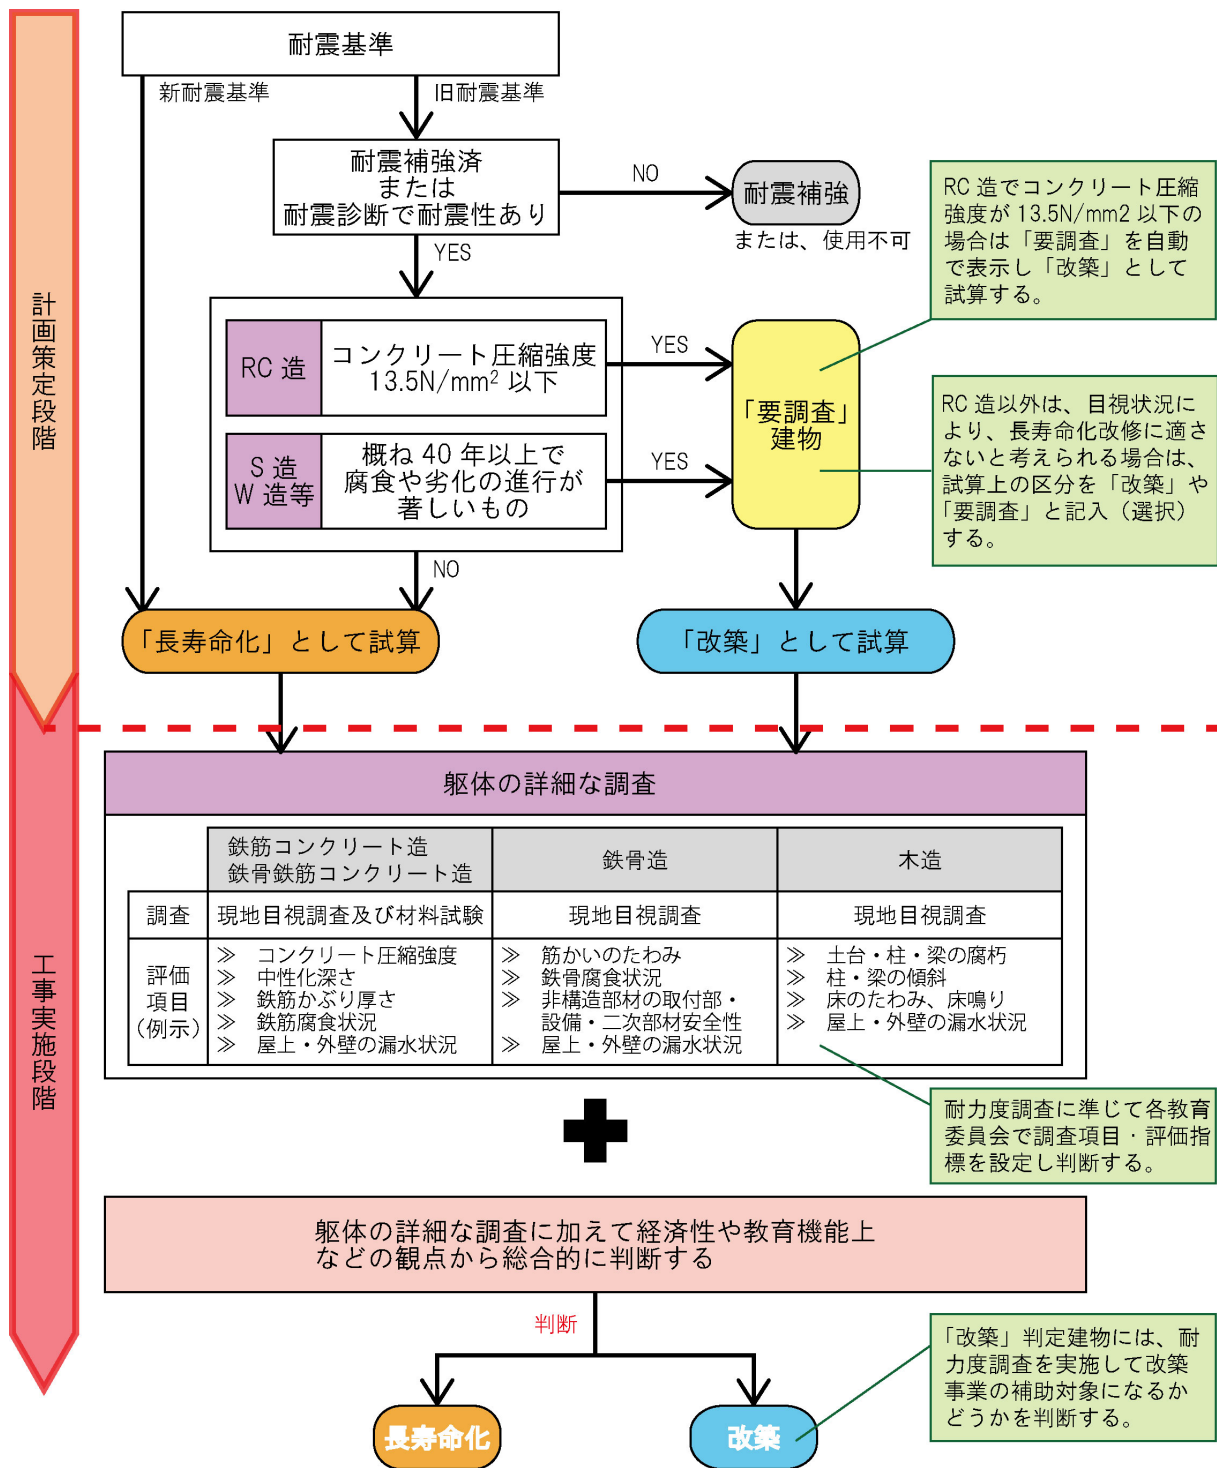 耐震基準
新耐震基準
旧耐震基準
耐震補強済
または
耐震診断で耐震性あり
NO
耐震補強
または、使用不可
YES
RC 造でコンクリート圧縮
強度が 13.5N/mm2 以下の
場合は「要調査」を自動
で表示し「改築」として
試算する。
計画策定段階
RC 造
コンクリート圧縮強度
13.5N/mm² 以下
YES
S 造
W 造等
概ね 40 年以上で
腐食や劣化の進行が
著しいもの
YES
「要調査」
建物
RC 造以外は、目視状況に
より、長寿命化改修に適さ
ないと考えられる場合は、
試算上の区分を「改築」や
「要調査」と記入（選択）
する。
NO
「長寿命化」として試算
「改築」として試算
工事実施段階
躯体の詳細な調査
鉄筋コンクリート造
鉄骨鉄筋コンクリート造
鉄骨造
木造
調査
現地目視調査及び材料試験
現地目視調査
現地目視調査
評価
項目
（例示）
≫ コンクリート圧縮強度
≫ 中性化深さ
≫ 鉄筋かぶり厚さ
≫ 鉄筋腐食状況
≫ 屋上・外壁の漏水状況
≫ 筋かいのたわみ
≫ 鉄骨腐食状況
≫ 非構造部材の取付部・
設備・二次部材安全性
≫ 屋上・外壁の漏水状況
≫ 土台・柱・梁の腐朽
≫ 柱・梁の傾斜
≫ 床のたわみ、床鳴り
≫ 屋上・外壁の漏水状況
耐力度調査に準じて各教育
委員会で調査項目・評価指
標を設定し判断する。
躯体の詳細な調査に加えて経済性や教育機能上
などの観点から総合的に判断する
判断
「改築」判定建物には、耐
力度調査を実施して改築
事業の補助対象になるか
どうかを判断する。
長寿命化
改築